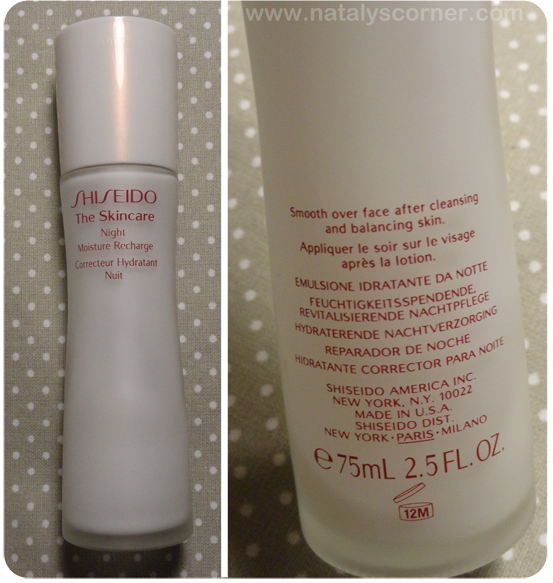 SHISEIDO
The Skincare
Night
Moisture Recharge
Correcteur Hydratant
Nuit
www.natalyscorner.com
Smooth over face after cleansing
and balancing skin.
Appliquer le soir sur le visage
après la lotion.
EMULSIONE IDRATANTE DA NOTTE
FEUCHTIGKEITSSPENDENDE,
REVITALISIERENDE NACHTPFLEGE
HYDRATERENDE NACHTVERZORGING
REPARADOR DE NOCHE
HIDRATANTE CORRECTOR PARA NOITE
SHISEIDO AMERICA INC.
NEW YORK, N.Y. 10022
MADE IN U.S.A.
SHISEIDO DIST.
NEW YORK·PARIS·MILANO
℮75mL 2.5FL.OZ.
12M